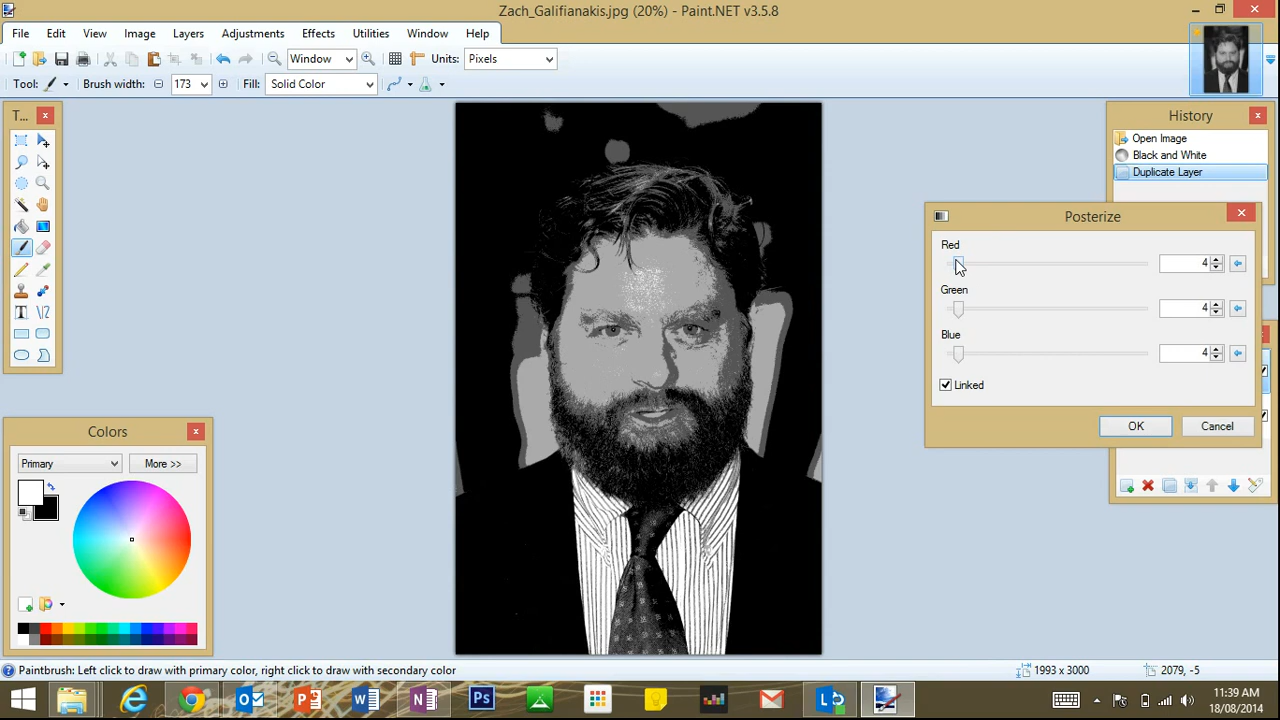 Zach_Galifianakis.jpg (20%) - Paint.NET v3.5.8
File Edit View Image Layers Adjustments Effects Utilities Window Help
Window Units: Pixels
Tool: Brush width: 173 Fill: Solid Color
T...
History
Open Image
Black and White
Duplicate Layer
Posterize
Red
4
Green
4
Blue
4
Linked
OK Cancel
Colors
Primary More >>
Paintbrush: Left click to draw with primary color, right click to draw with secondary color 1993 x 3000 2079, -5
11:39 AM
18/08/2014